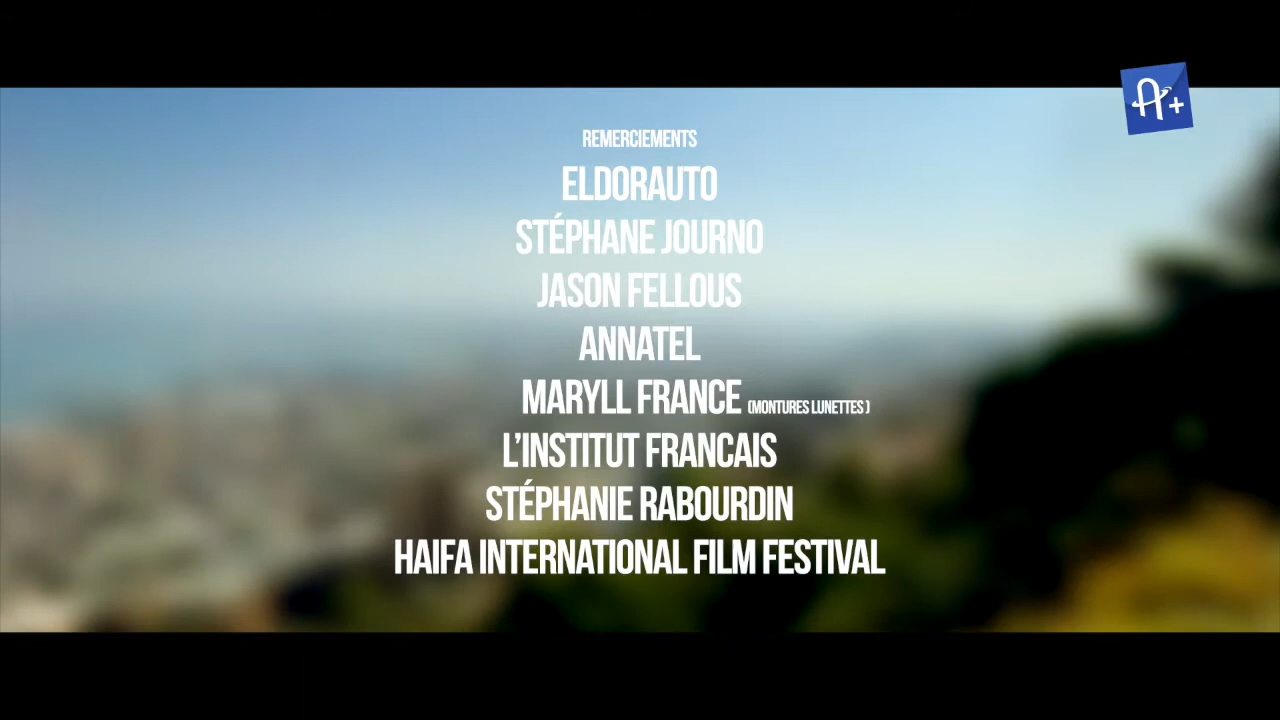 A+
REMERCIEMENTS
ELDORAUTO
STÉPHANE JOURNO
JASON FELLOUS
ANNATEL
MARYLL FRANCE (MONTURES LUNETTES )
L'INSTITUT FRANCAIS
STÉPHANIE RABOURDIN
HAIFA INTERNATIONAL FILM FESTIVAL